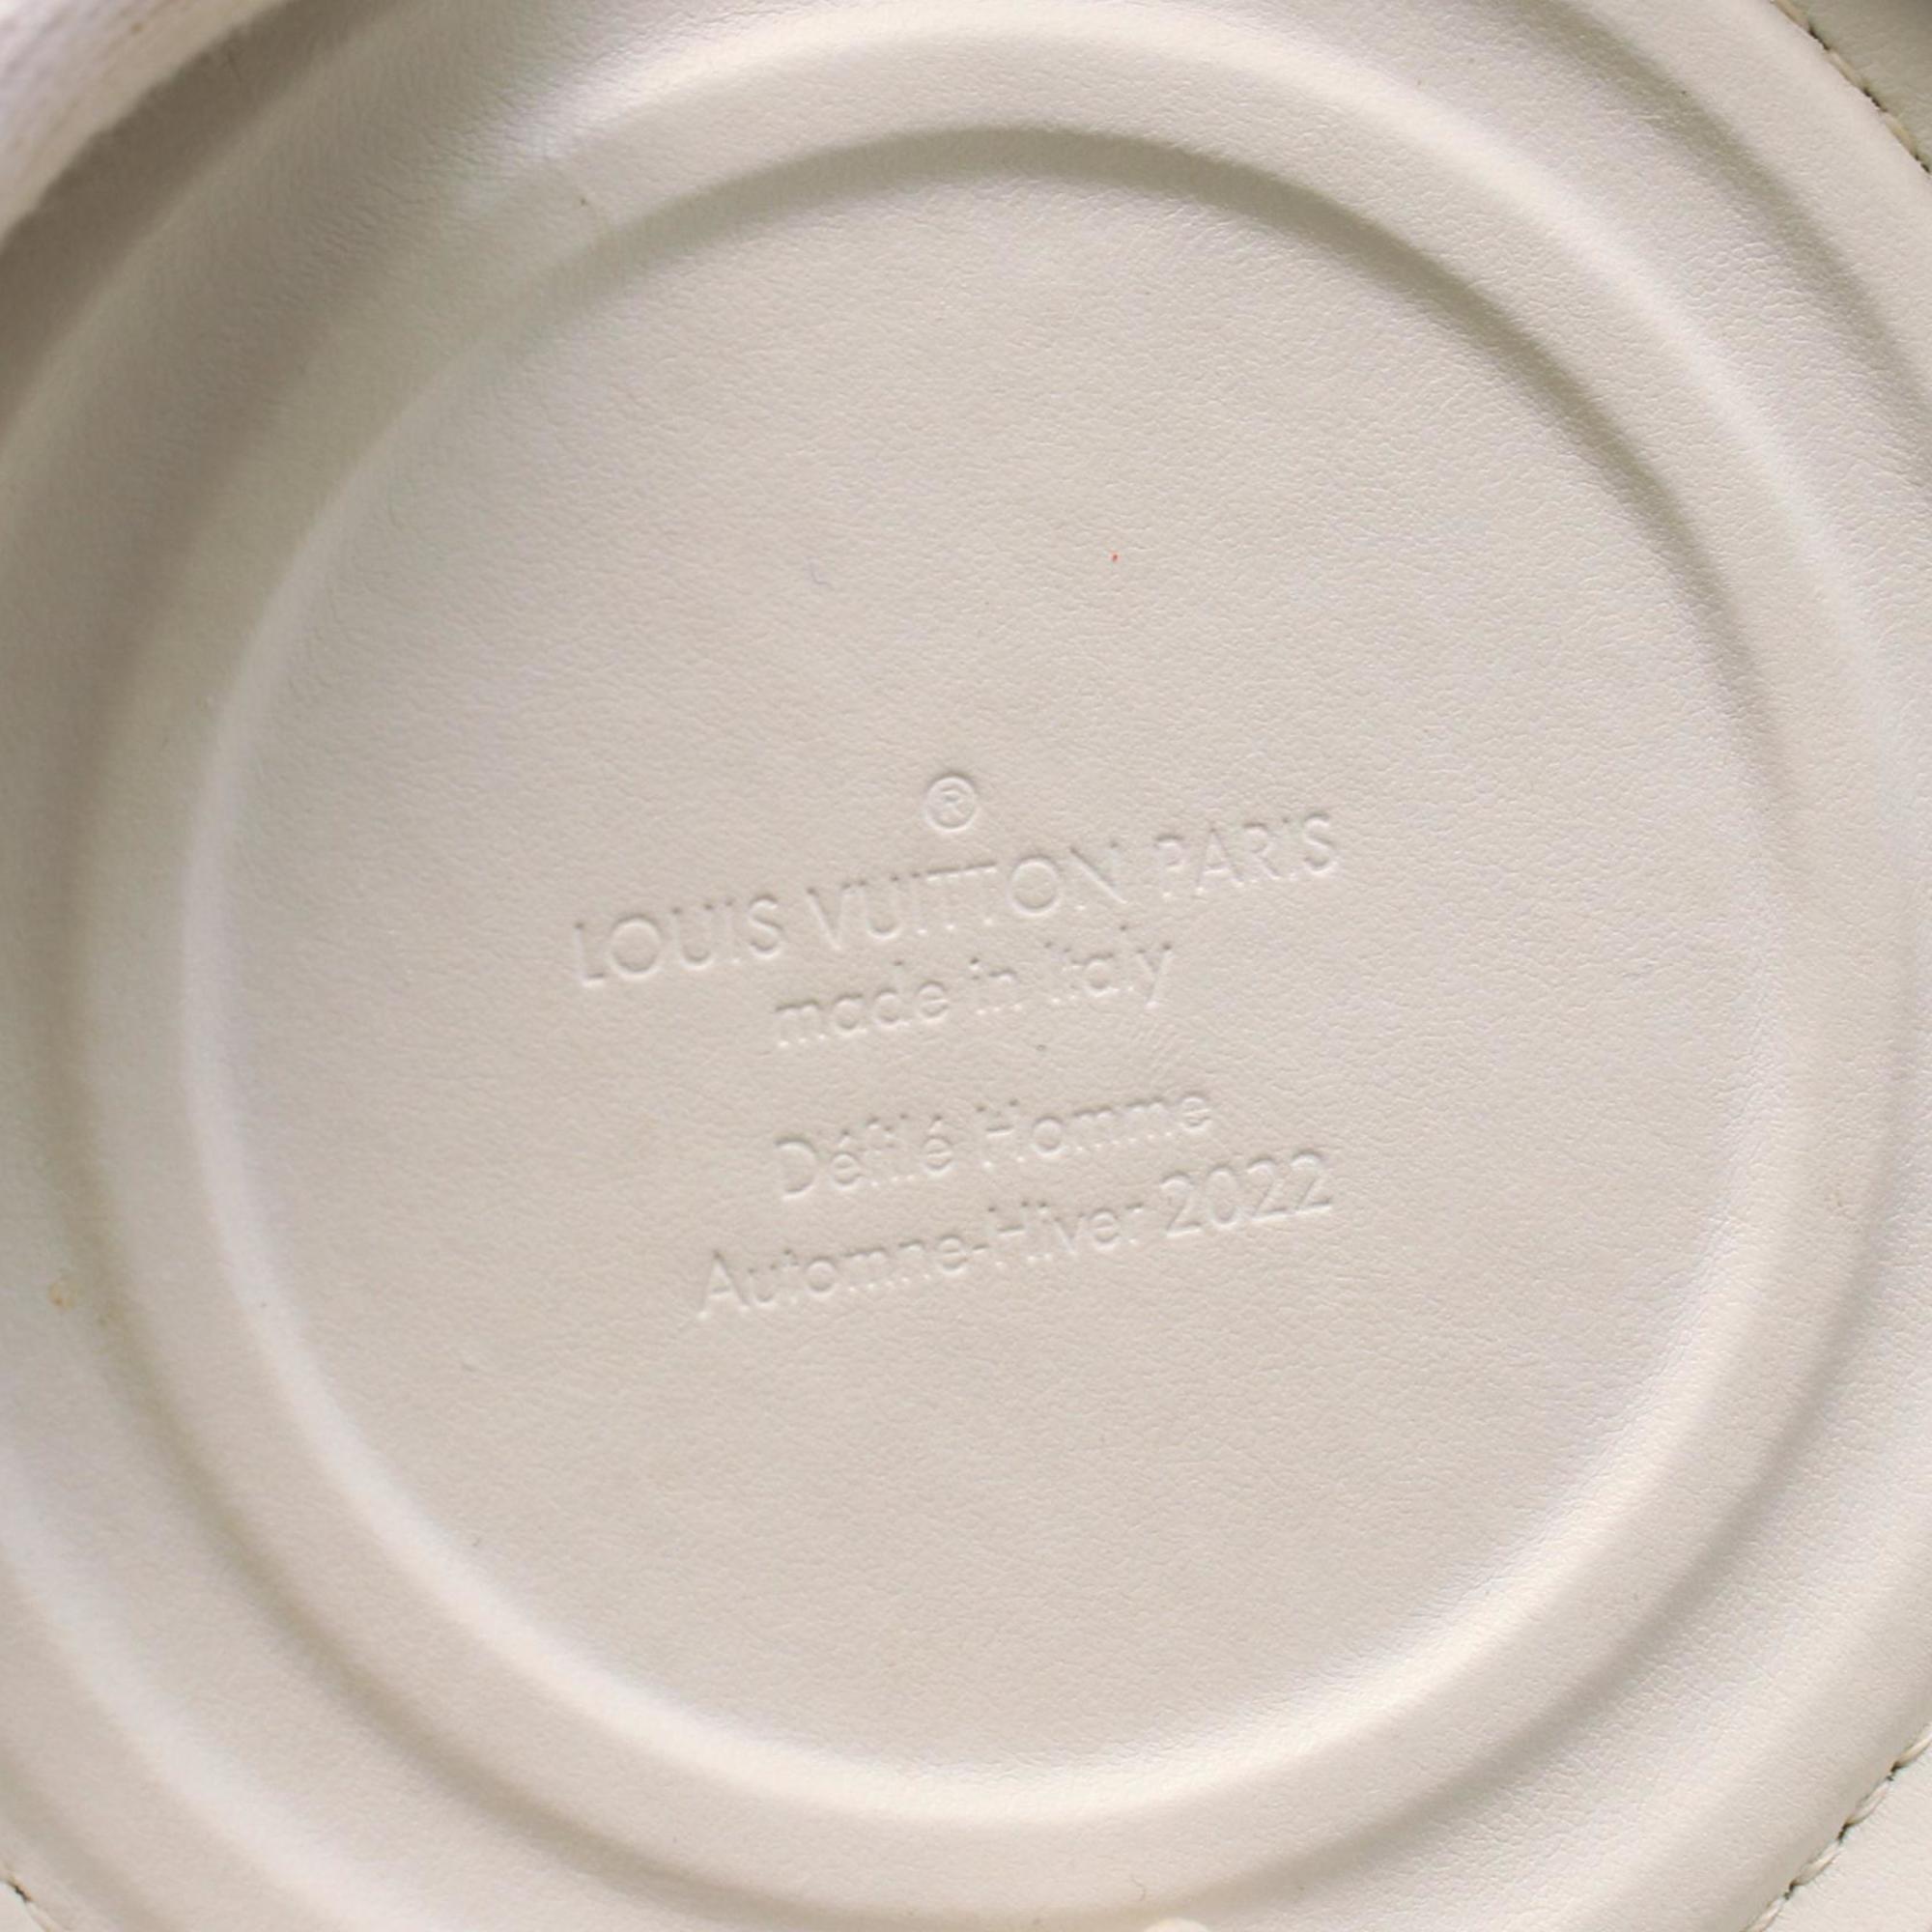 ®
LOUIS VUITTON PARIS
made in Italy
Défilé Homme
Automne-Hiver 2022